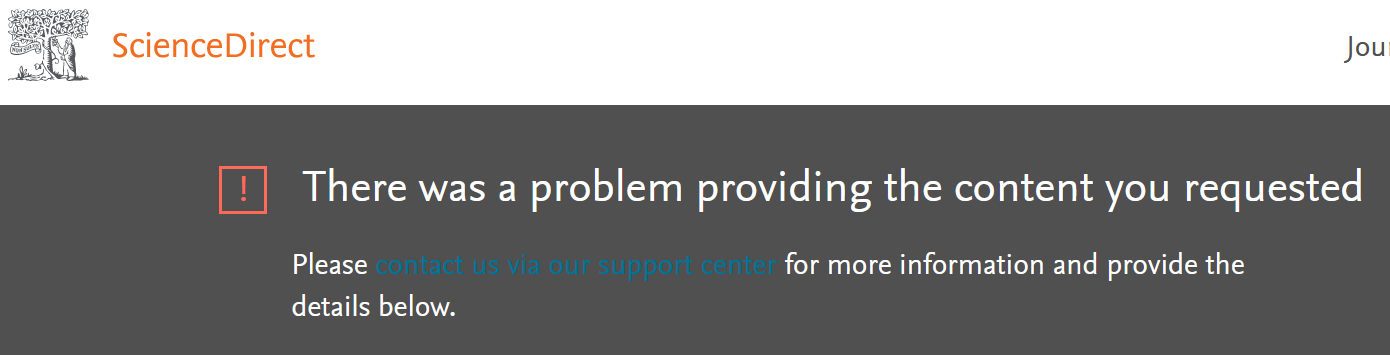 ScienceDirect
Jour
! There was a problem providing the content you requested
Please contact us via our support center for more information and provide the
details below.